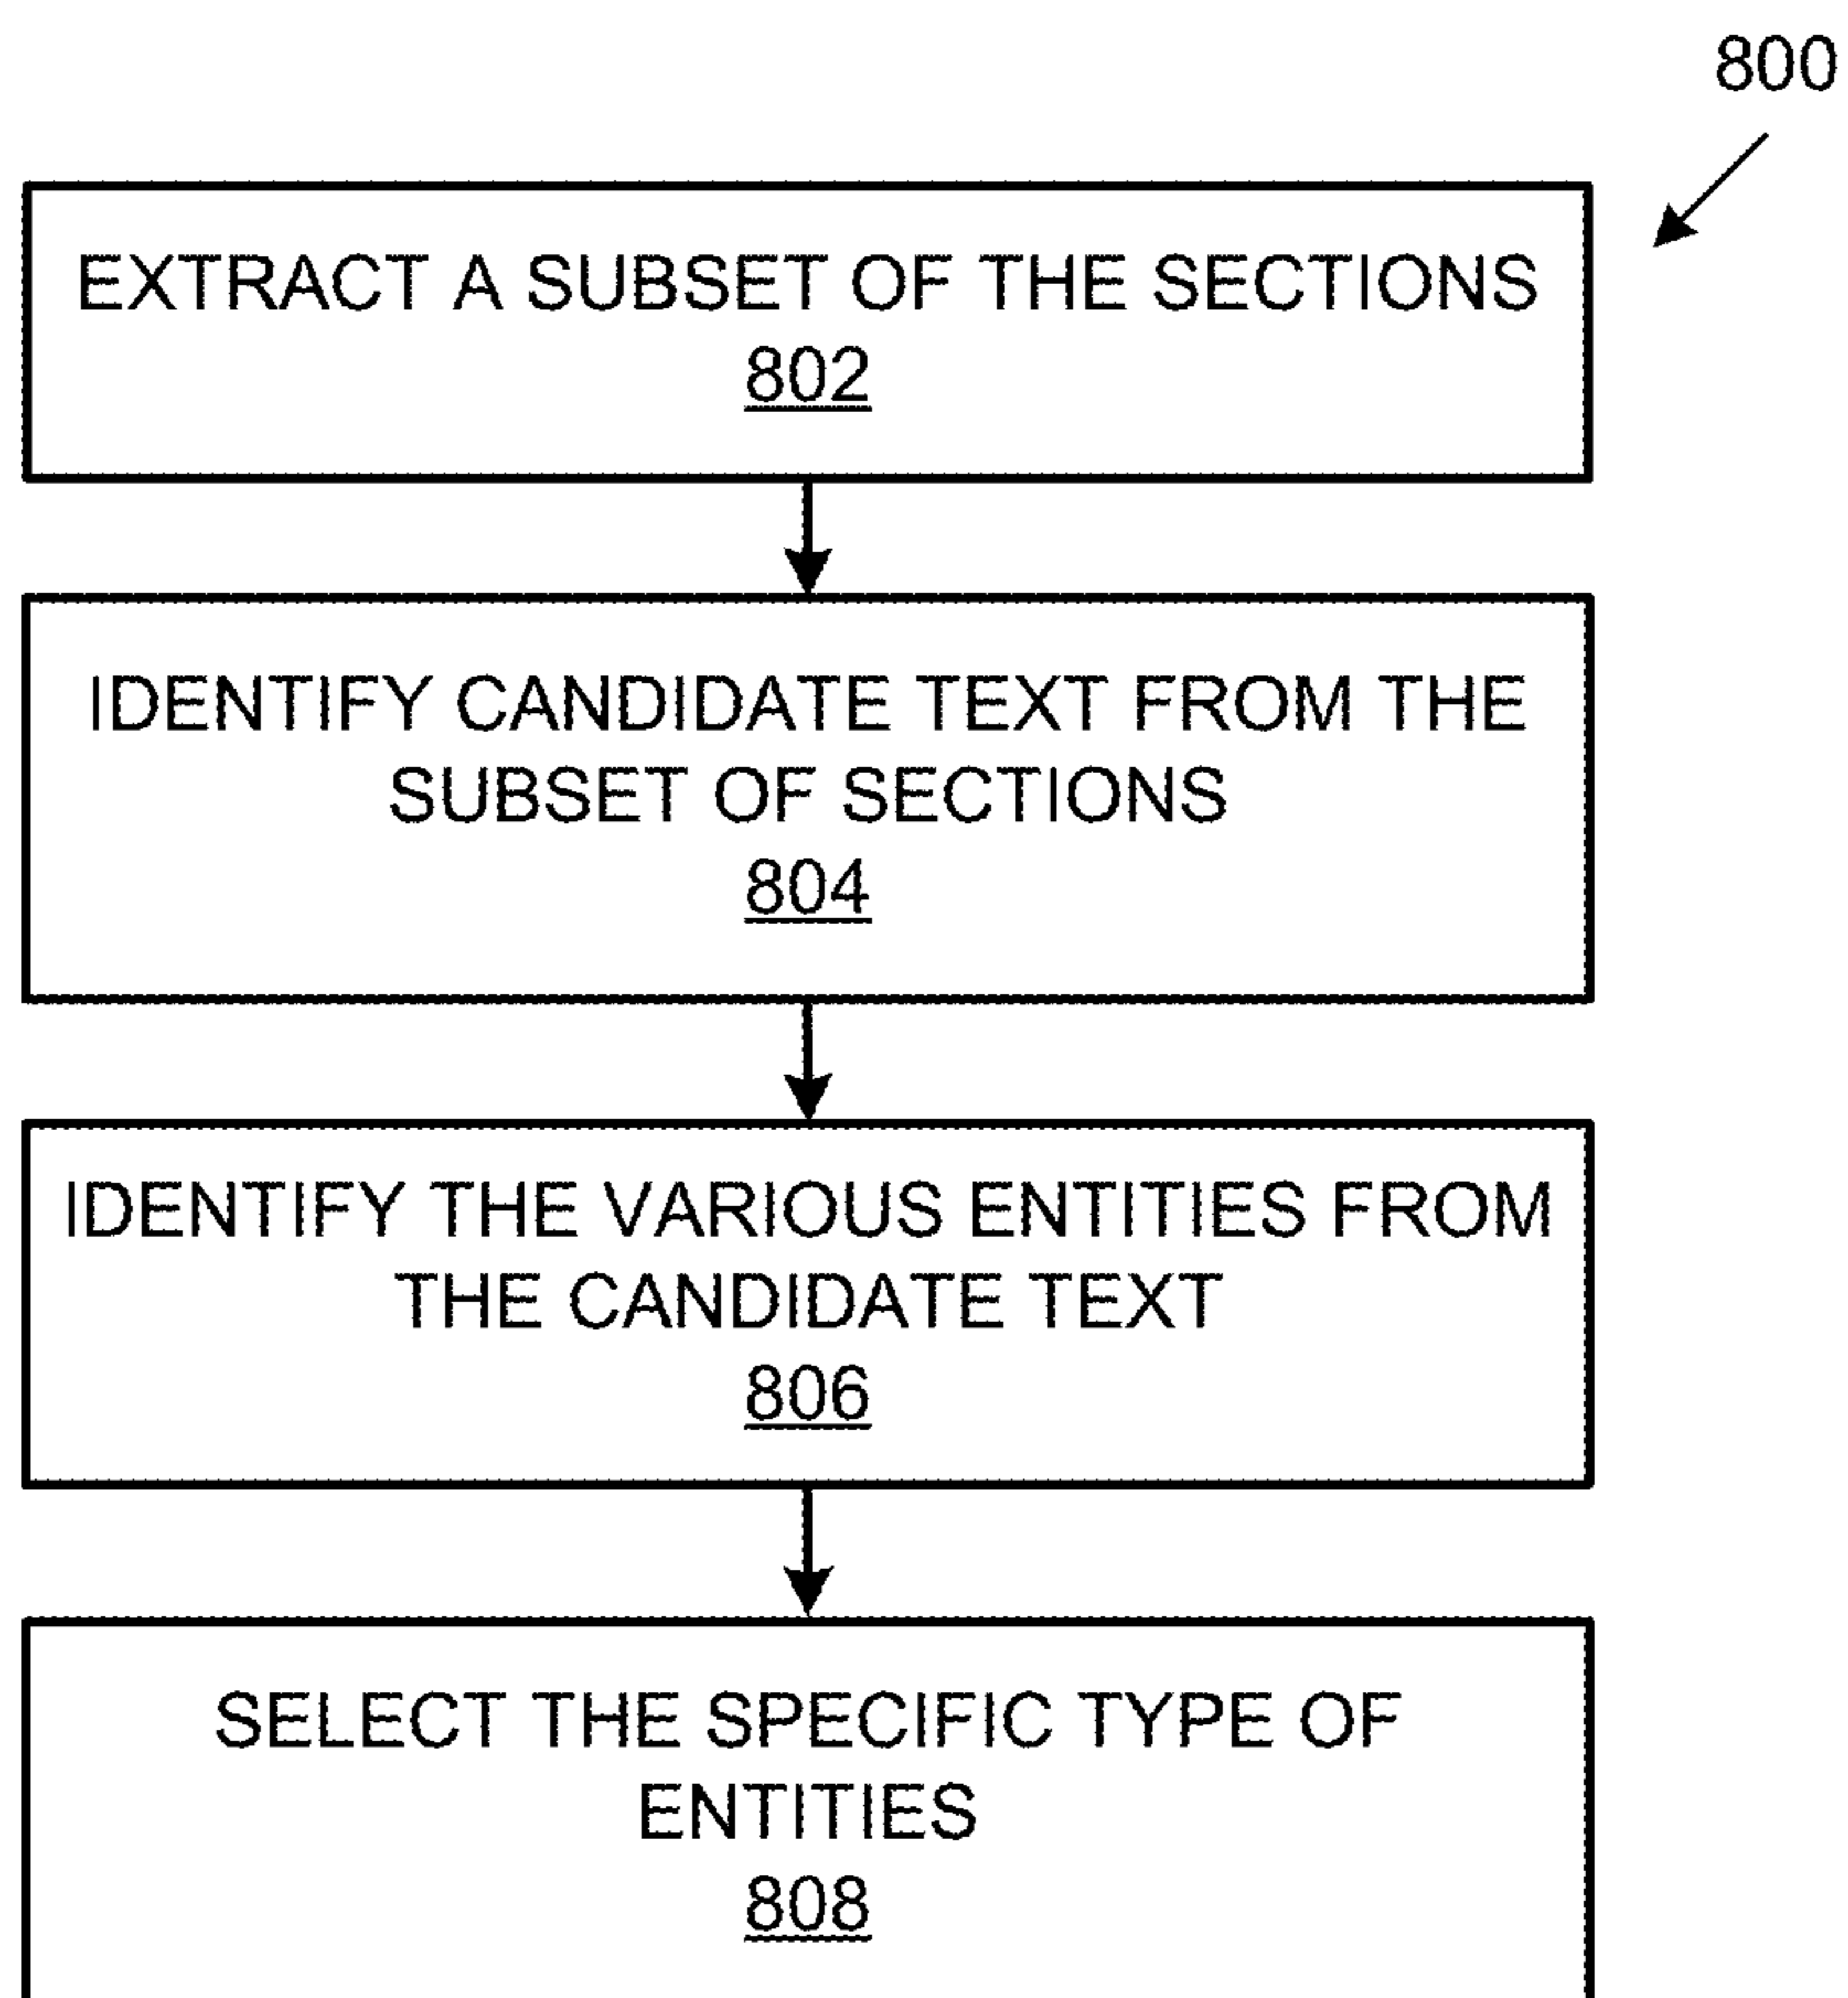 800
EXTRACT A SUBSET OF THE SECTIONS
802
IDENTIFY CANDIDATE TEXT FROM THE
SUBSET OF SECTIONS
804
IDENTIFY THE VARIOUS ENTITIES FROM
THE CANDIDATE TEXT
806
SELECT THE SPECIFIC TYPE OF
ENTITIES
808